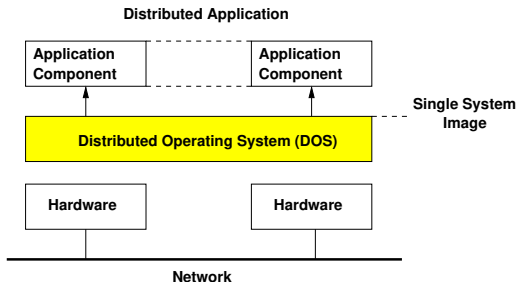 Distributed Application
Application
Component
Application
Component
Single System
Image
Distributed Operating System (DOS)
Hardware
Hardware
Network